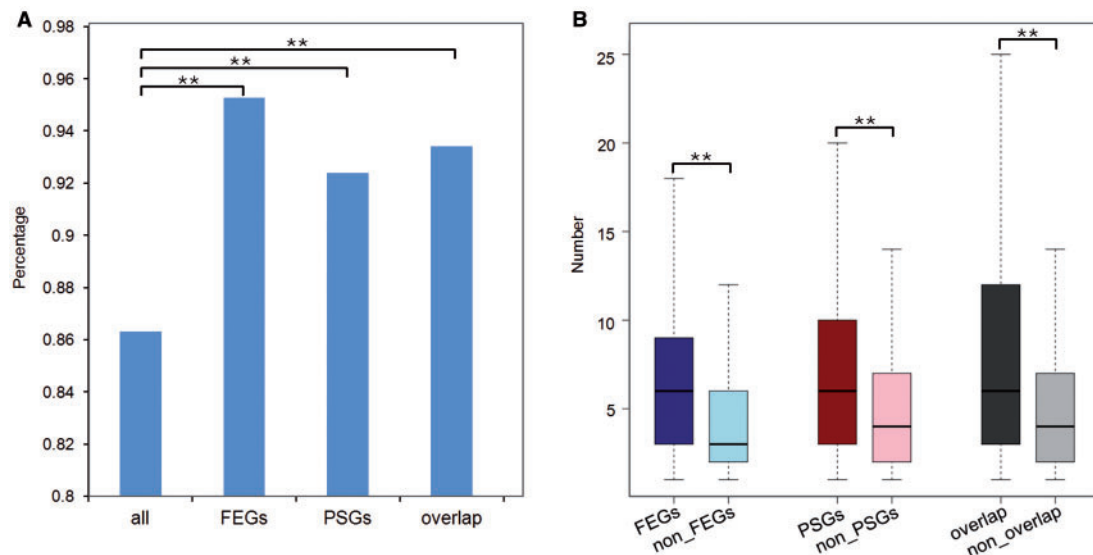 A
Percentage
0.98
0.96
0.94
0.92
0.9
0.88
0.86
0.84
0.82
0.8
**
**
**
all FEGs PSGs overlap
B
Number
25
20
15
10
5
**
**
**
FEGs
non_FEGs
PSGs
non_PSGs
overlap
non_overlap